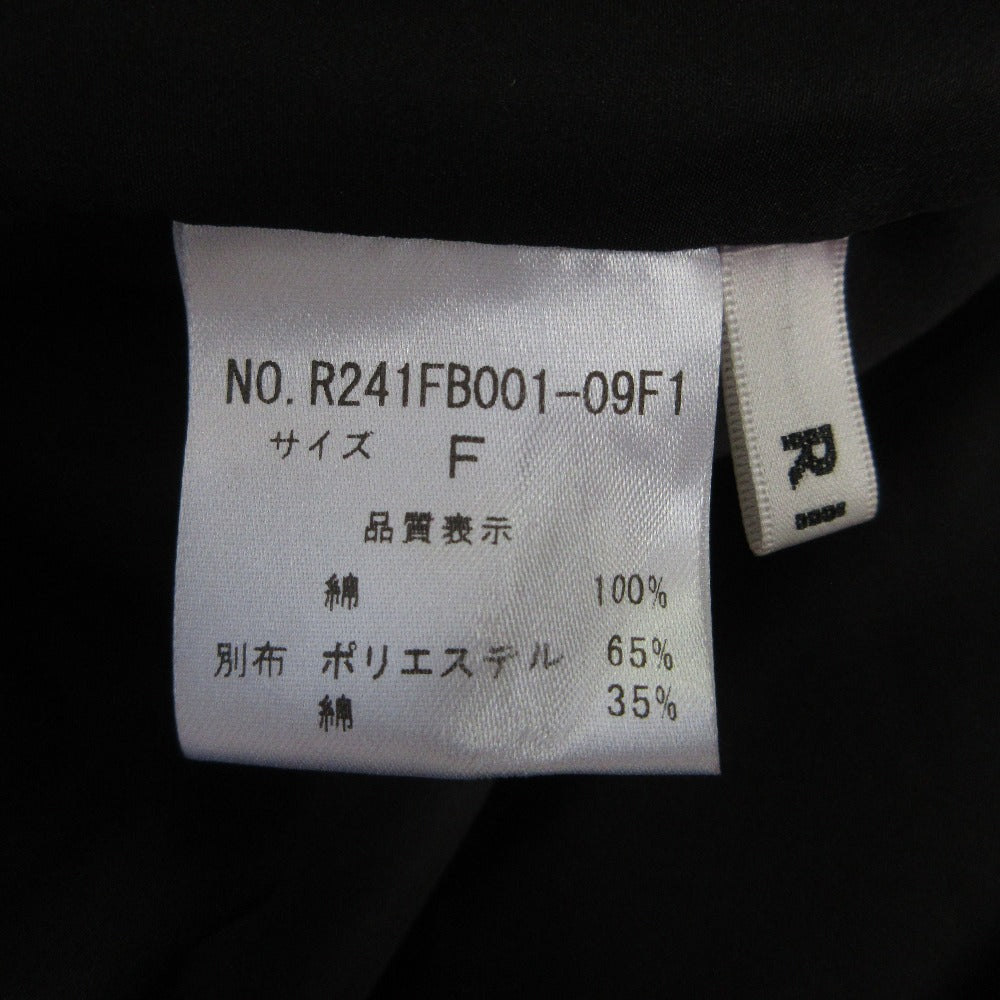 NO. R241FB001-09F1
サイズ F
品質表示
綿 100%
別布 ポリエステル 65%
綿 35%
R